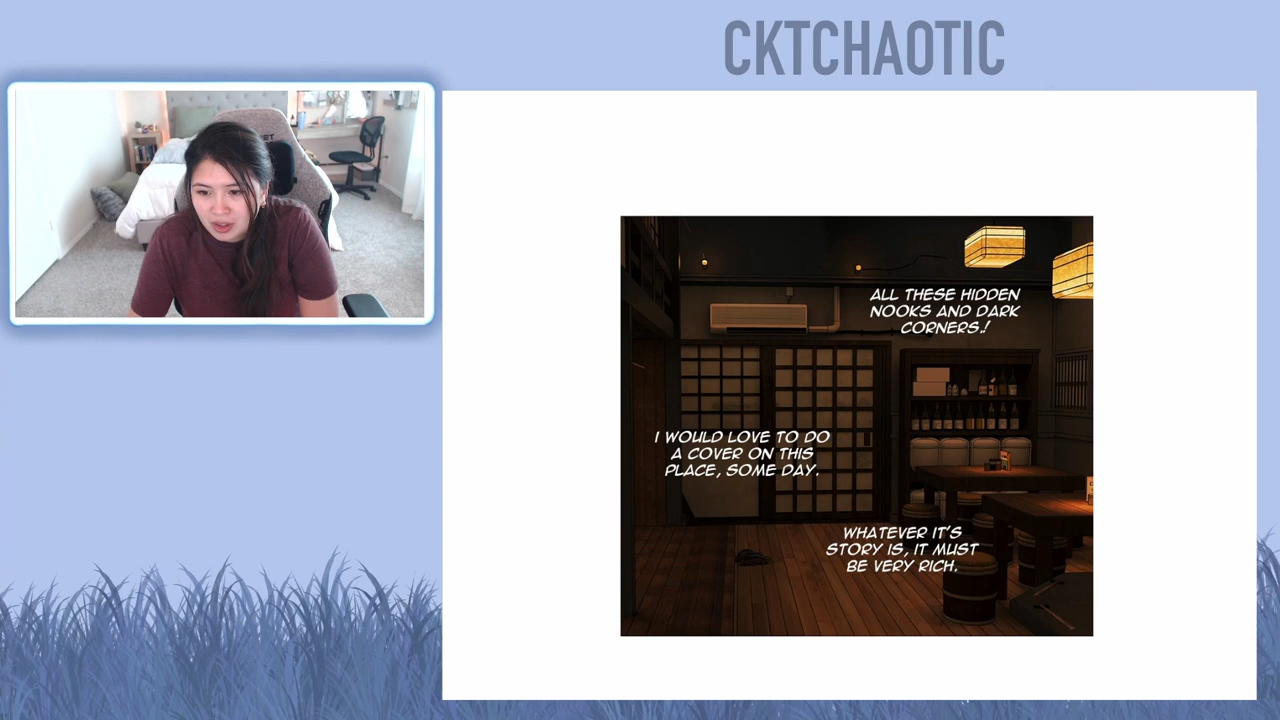 CKTCHAOTIC
ALL THESE HIDDEN
NOOKS AND DARK
CORNERS.!
I WOULD LOVE TO DO
A COVER ON THIS
PLACE, SOME DAY.
WHATEVER IT'S
STORY IS, IT MUST
BE VERY RICH.